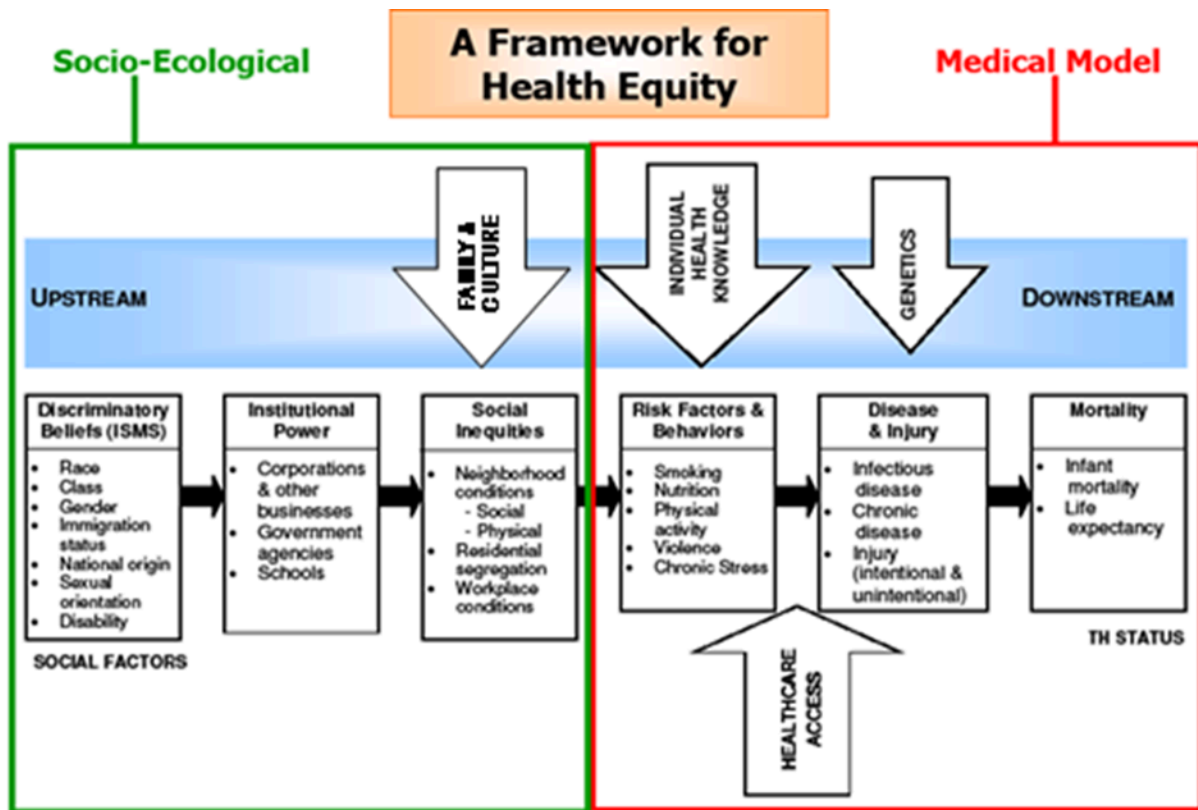 A Framework for
Health Equity
Socio-Ecological
Medical Model
UPSTREAM
FAMILY &
CULTURE
INDIVIDUAL
HEALTH
KNOWLEDGE
GENETICS
DOWNSTREAM
Discriminatory
Beliefs (ISMS)
• Race
• Class
• Gender
• Immigration
status
• National origin
• Sexual
orientation
• Disability
Institutional
Power
• Corporations
& other
businesses
• Government
agencies
• Schools
Social
Inequities
• Neighborhood
conditions
- Social
- Physical
• Residential
segregation
• Workplace
conditions
Risk Factors &
Behaviors
• Smoking
• Nutrition
• Physical
activity
• Violence
• Chronic Stress
Disease
& Injury
• Infectious
disease
• Chronic
disease
• Injury
(intentional &
unintentional)
Mortality
• Infant
mortality
• Life
expectancy
SOCIAL FACTORS
HEALTHCARE
ACCESS
TH STATUS